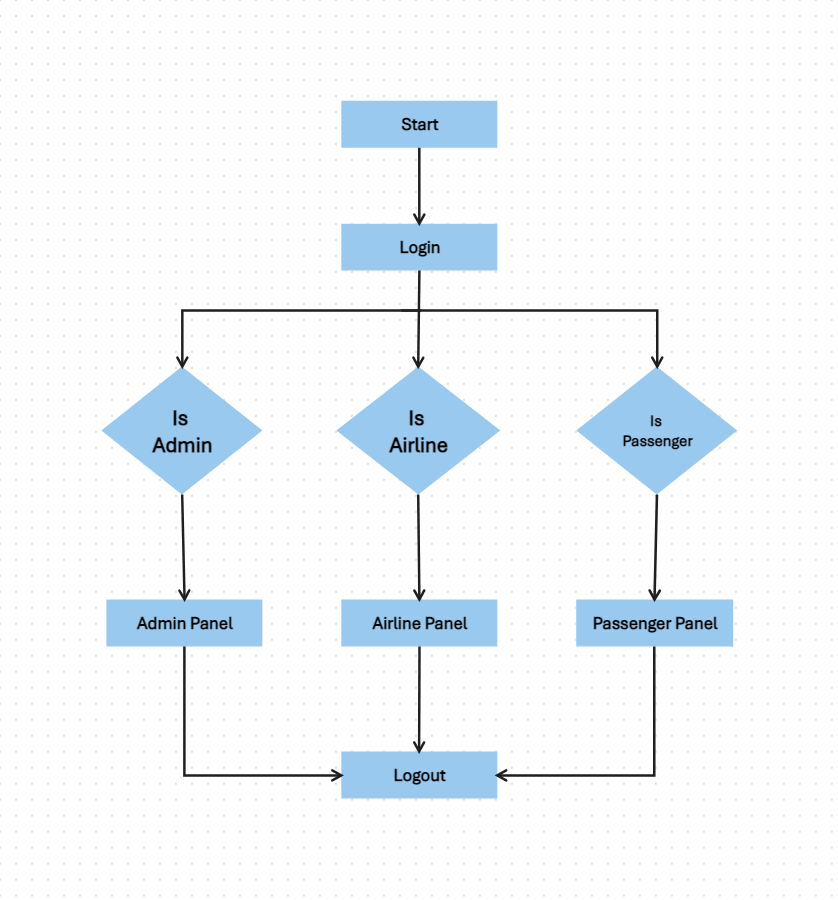 Start
Login
Is
Admin
Is
Airline
Is
Passenger
Admin Panel
Airline Panel
Passenger Panel
Logout